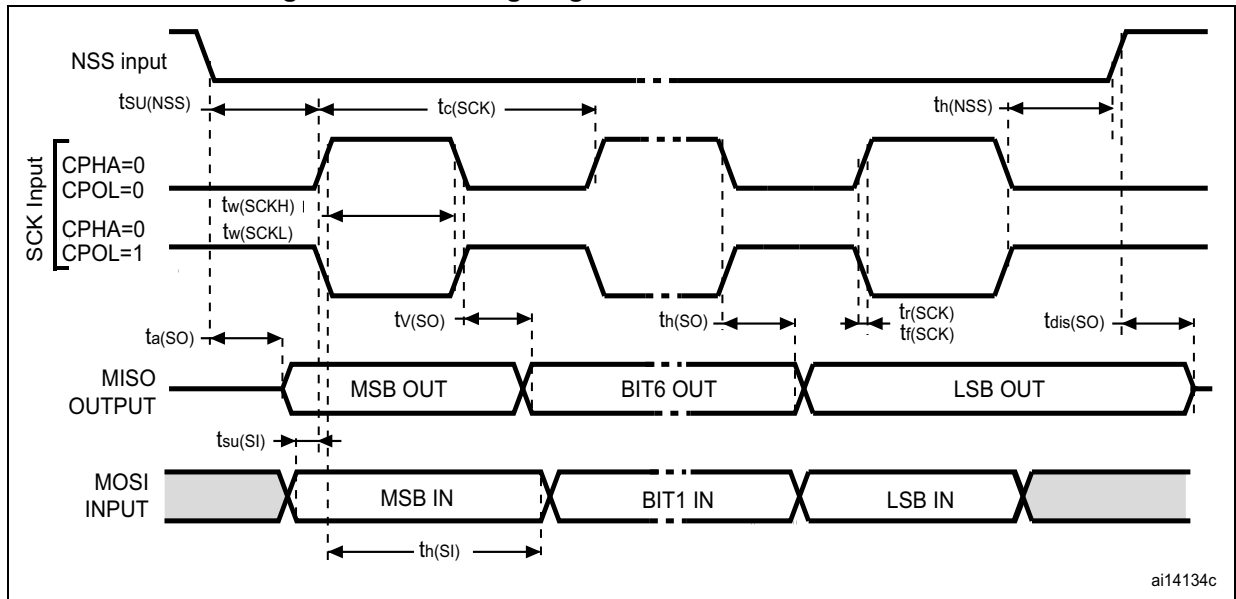 NSS input
tSU(NSS)
tc(SCK)
th(NSS)
SCK Input
CPHA=0
CPOL=0
tw(SCKH)
CPHA=0
CPOL=1
tw(SCKL)
tV(SO)
th(SO)
tr(SCK)
tf(SCK)
tdis(SO)
ta(SO)
MISO
OUTPUT
MSB OUT
BIT6 OUT
LSB OUT
tsu(SI)
MOSI
INPUT
MSB IN
BIT1 IN
LSB IN
th(SI)
ai14134c